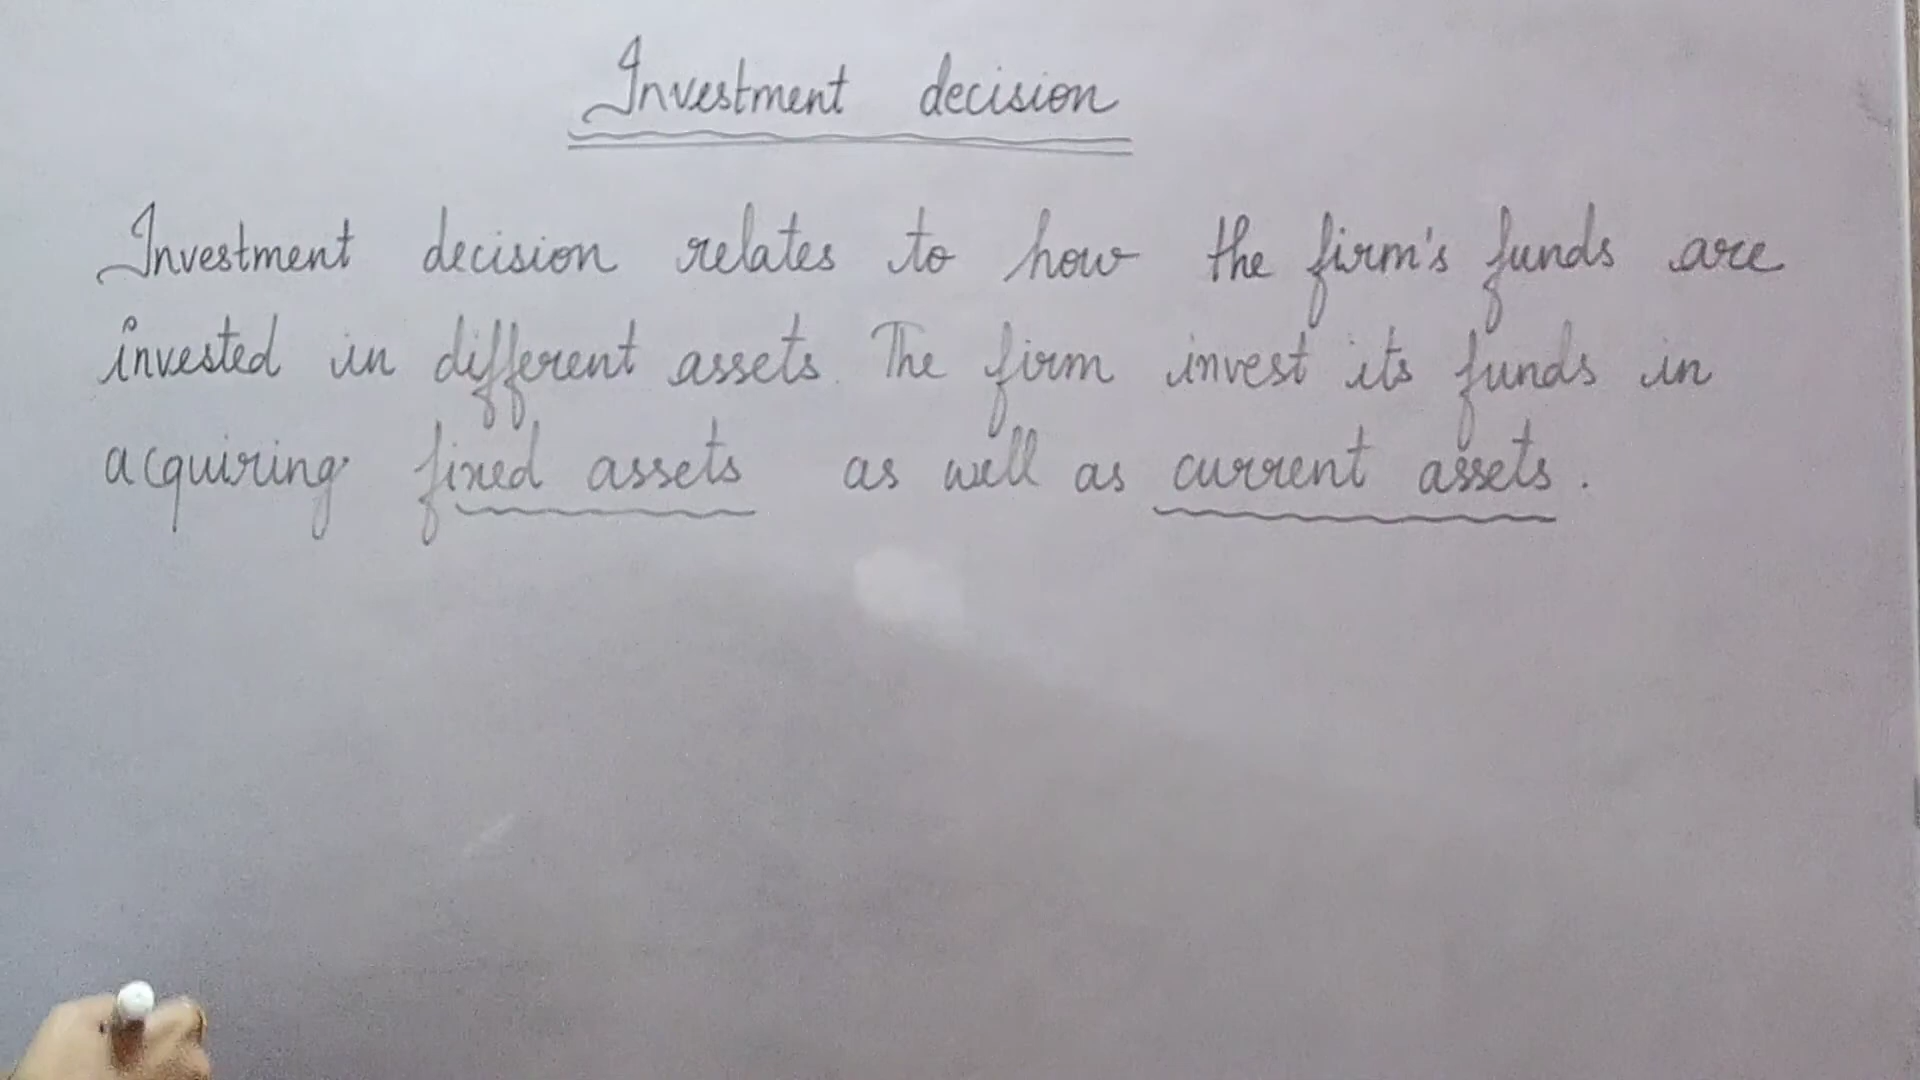 Investment decision
Investment decision relates to how the firm's funds are
invested in different assets. The firm invest its funds in
acquiring fixed assets as well as current assets.